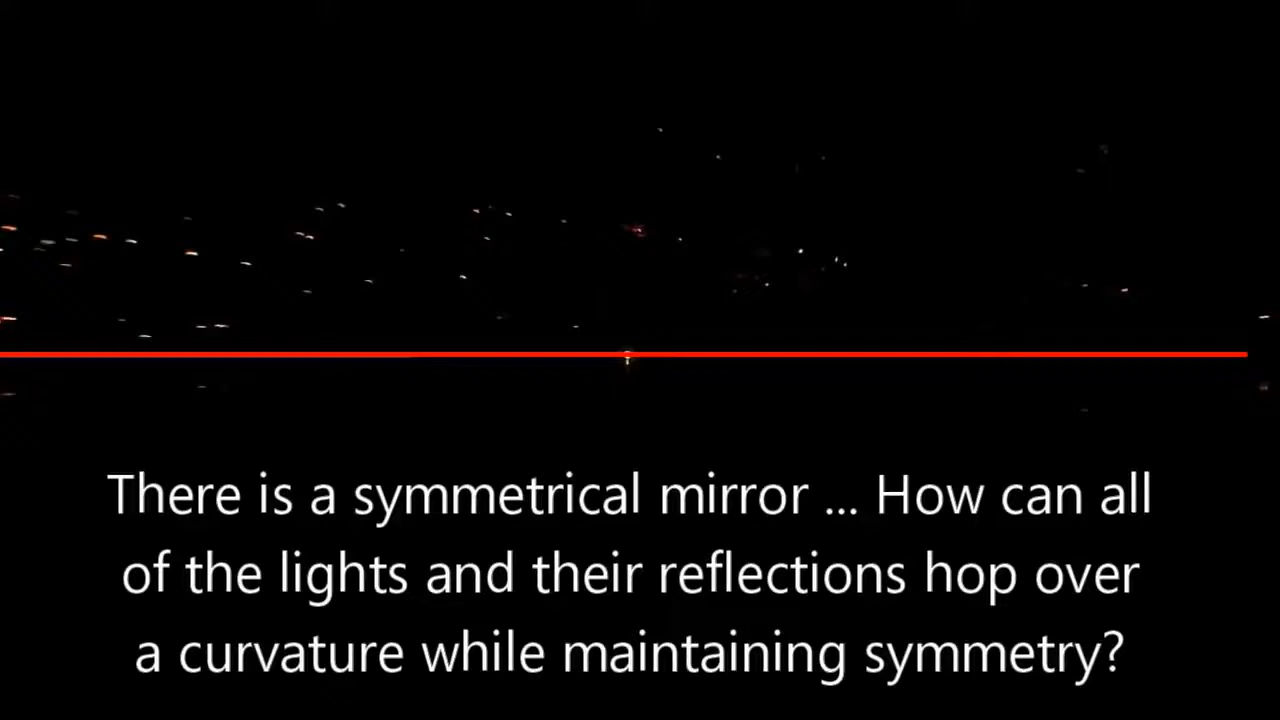 There is a symmetrical mirror ... How can all
of the lights and their reflections hop over
a curvature while maintaining symmetry?